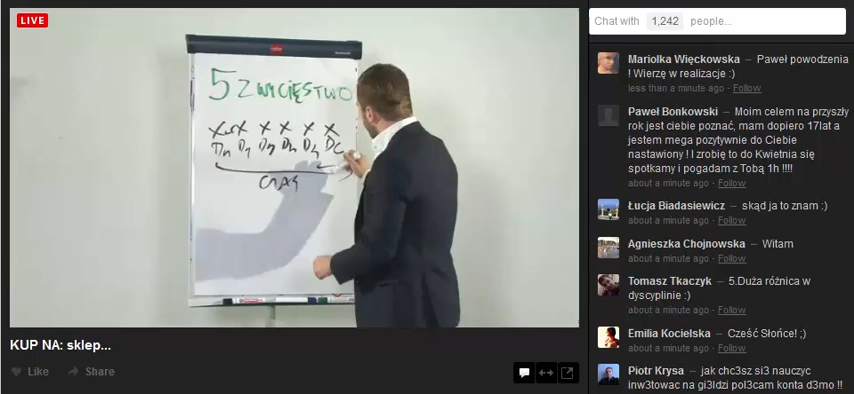 LIVE
5 ZWYCIĘSTWO
X X X X X X
CZAS
KUP NA: sklep...
Like Share
Chat with 1,242 people...
Mariolka Więckowska – Paweł powodzenia
! Wierzę w realizacje :)
less than a minute ago · Follow
Paweł Bonkowski – Moim celem na przyszły
rok jest ciebie poznać, mam dopiero 17lat a
jestem mega pozytywnie do Ciebie
nastawiony ! I zrobię to do Kwietnia się
spotkamy i pogadam z Tobą 1h !!!!
about a minute ago · Follow
Łucja Biadasiewicz – skąd ja to znam :)
about a minute ago · Follow
Agnieszka Chojnowska – Witam
about a minute ago · Follow
Tomasz Tkaczyk – 5.Duża różnica w
dyscyplinie :)
about a minute ago · Follow
Emilia Kocielska – Cześć Słońce! ;)
about a minute ago · Follow
Piotr Krysa – jak chc3sz si3 nauczyc
inw3towac na gi3ldzi pol3cam konta d3mo !!